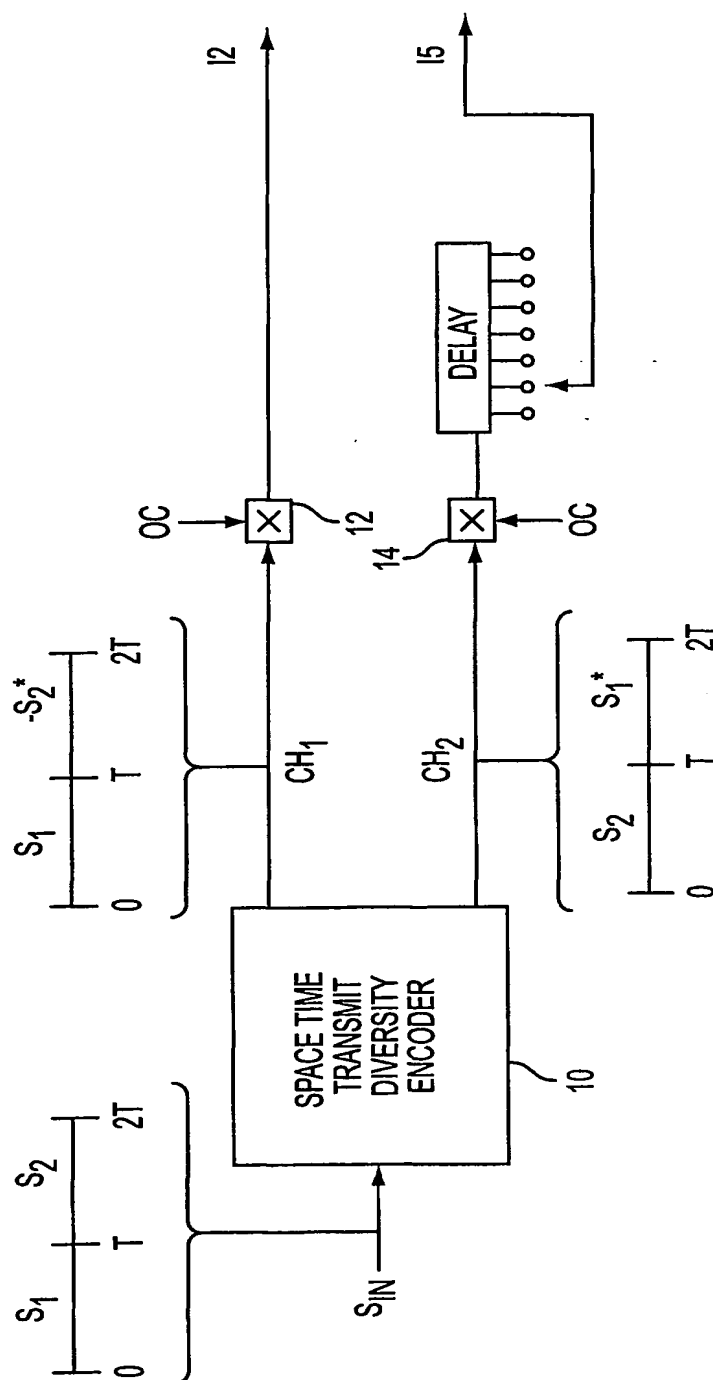 S1 S2
0 T 2T
SIN
SPACE TIME
TRANSMIT
DIVERSITY
ENCODER
10
S1 -S2*
0 T 2T
CH1
CH2
S2 S1*
0 T 2T
OC
X
12
14
X
OC
DELAY
I2
I5